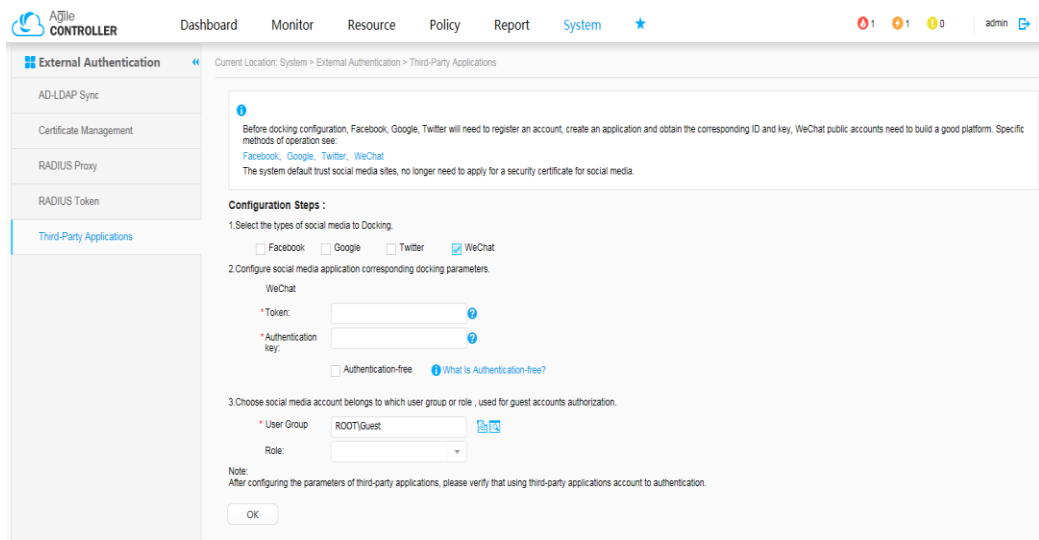 Agile
CONTROLLER
Dashboard Monitor Resource Policy Report System 1 1 0 admin
External Authentication
Current Location: System > External Authentication > Third-Party Applications
AD-LDAP Sync
Certificate Management
RADIUS Proxy
RADIUS Token
Third-Party Applications
Before docking configuration, Facebook, Google, Twitter will need to register an account, create an application and obtain the corresponding ID and key, WeChat public accounts need to build a good platform. Specific
methods of operation see:
Facebook、Google、Twitter、WeChat
The system default trust social media sites, no longer need to apply for a security certificate for social media.
Configuration Steps :
1.Select the types of social media to Docking.
Facebook Google Twitter WeChat
2.Configure social media application corresponding docking parameters.
WeChat
*Token:
*Authentication
key:
Authentication-free What Is Authentication-free?
3.Choose social media account belongs to which user group or role , used for guest accounts authorization.
* User Group ROOT\Guest
Role:
Note:
After configuring the parameters of third-party applications, please verify that using third-party applications account to authentication.
OK